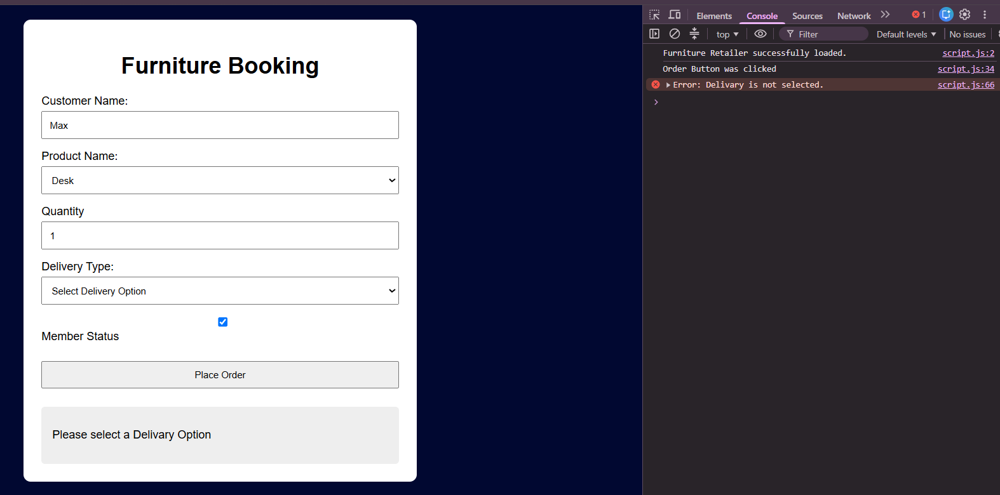 Furniture Booking
Customer Name:
Max
Product Name:
Desk
Quantity
1
Delivery Type:
Select Delivery Option
Member Status
Place Order
Please select a Delivary Option
Elements Console Sources Network 1
top Filter Default levels No issues
Furniture Retailer successfully loaded. script.js:2
Order Button was clicked script.js:34
Error: Delivary is not selected. script.js:66